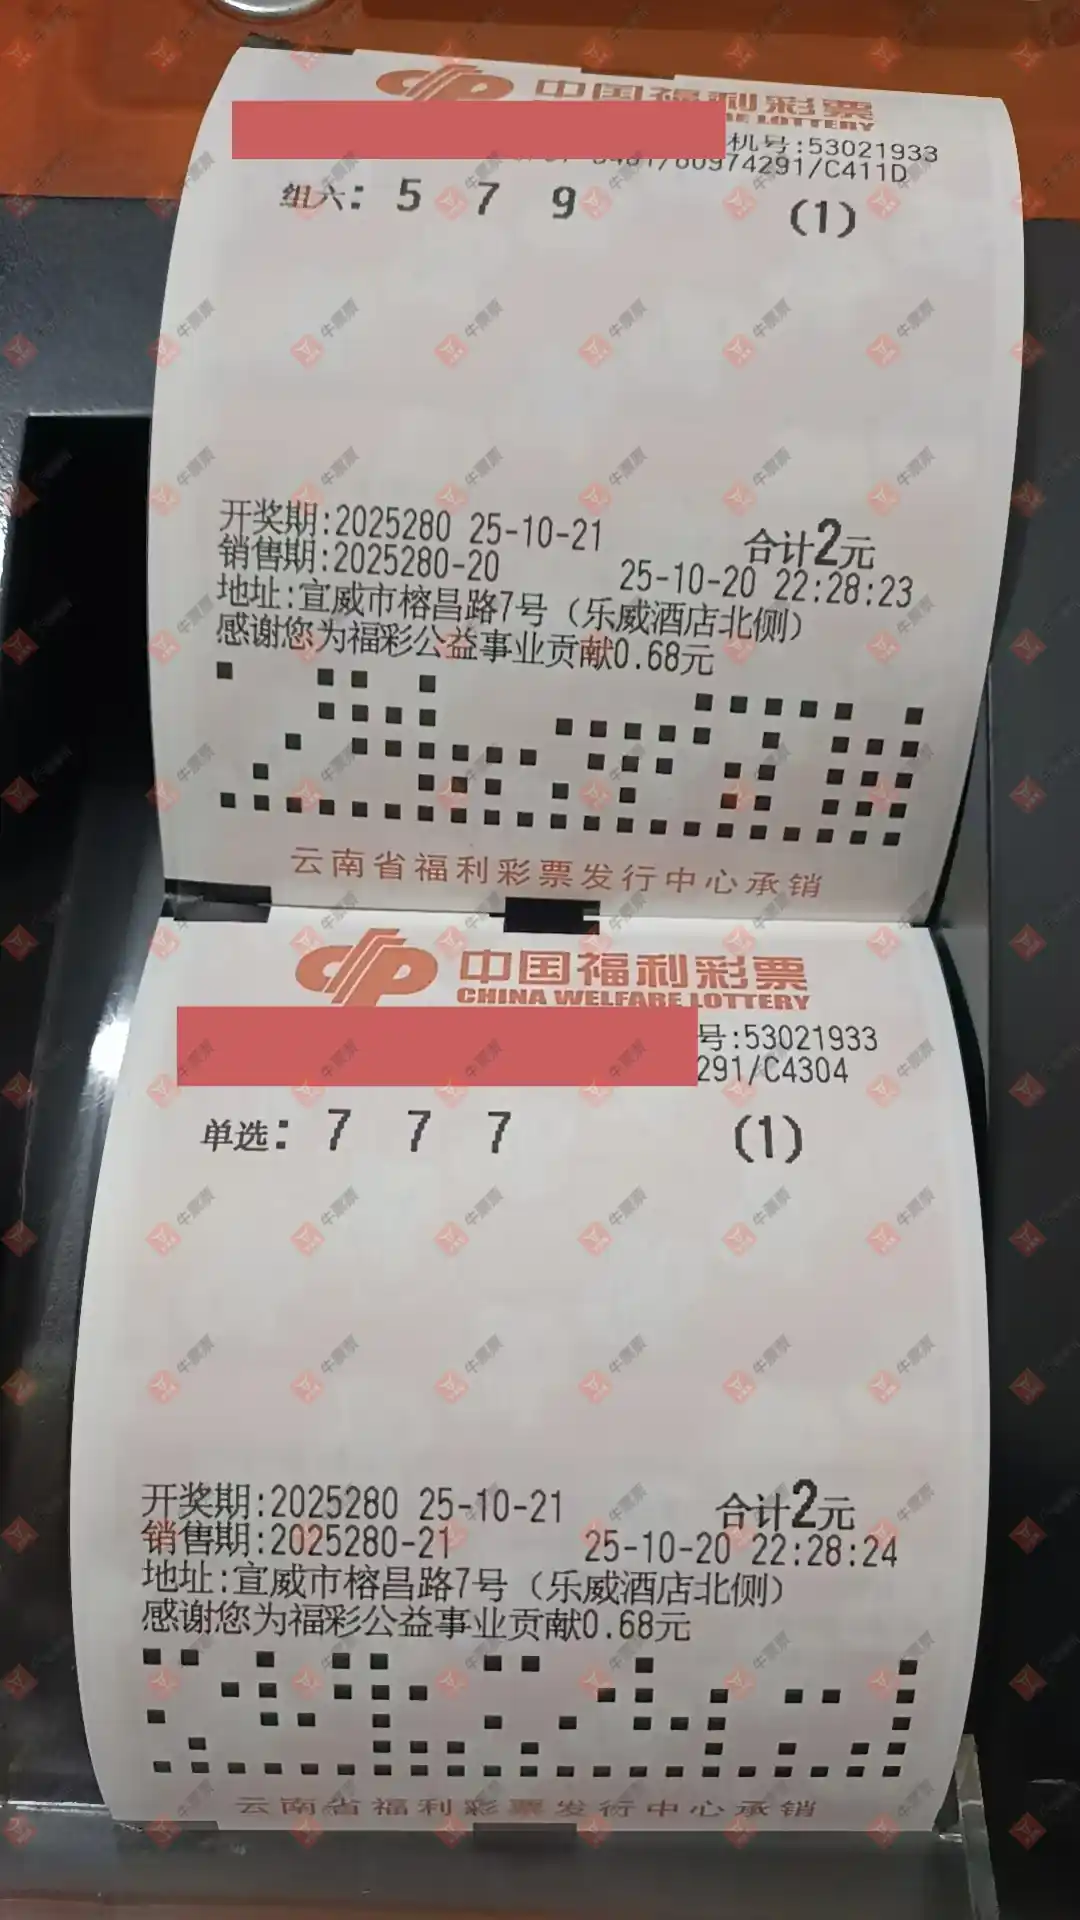 中国福利彩票
机号:53021933
60974291/C411D
组六: 5 7 9 (1)
开奖期:2025280 25-10-21 合计2元
销售期:2025280-20 25-10-20 22:28:23
地址:宣威市榕昌路7号（乐威酒店北侧）
感谢您为福彩公益事业贡献0.68元
云南省福利彩票发行中心承销
中国福利彩票
CHINA WELFARE LOTTERY
号:53021933
291/C4304
单选: 7 7 7 (1)
开奖期:2025280 25-10-21 合计2元
销售期:2025280-21 25-10-20 22:28:24
地址:宣威市榕昌路7号（乐威酒店北侧）
感谢您为福彩公益事业贡献0.68元
云南省福利彩票发行中心承销
牛票票